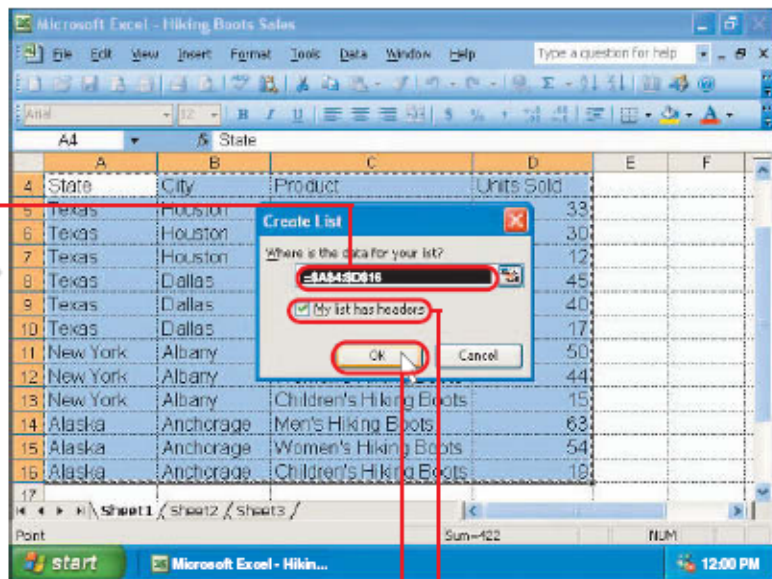 Microsoft Excel - Hiking Boots Sales
File Edit View Insert Format Tools Data Window Help Type a question for help
Arial 12 B I U $ % ,
A4 fx State
A B C D E F
4 State City Product Units Sold
5 Texas Houston 33
6 Texas Houston 30
7 Texas Houston 12
8 Texas Dallas 45
9 Texas Dallas 40
10 Texas Dallas 17
11 New York Albany 50
12 New York Albany 44
13 New York Albany Children's Hiking Boots 15
14 Alaska Anchorage Men's Hiking Boots 63
15 Alaska Anchorage Women's Hiking Boots 54
16 Alaska Anchorage Children's Hiking Boots 19
17
Create List
Where is the data for your list?
=$A$4:$D$16
My list has headers
OK Cancel
Sheet1 Sheet2 Sheet3
Point Sum=422 NUM
start Microsoft Excel - Hikin... 12:00 PM